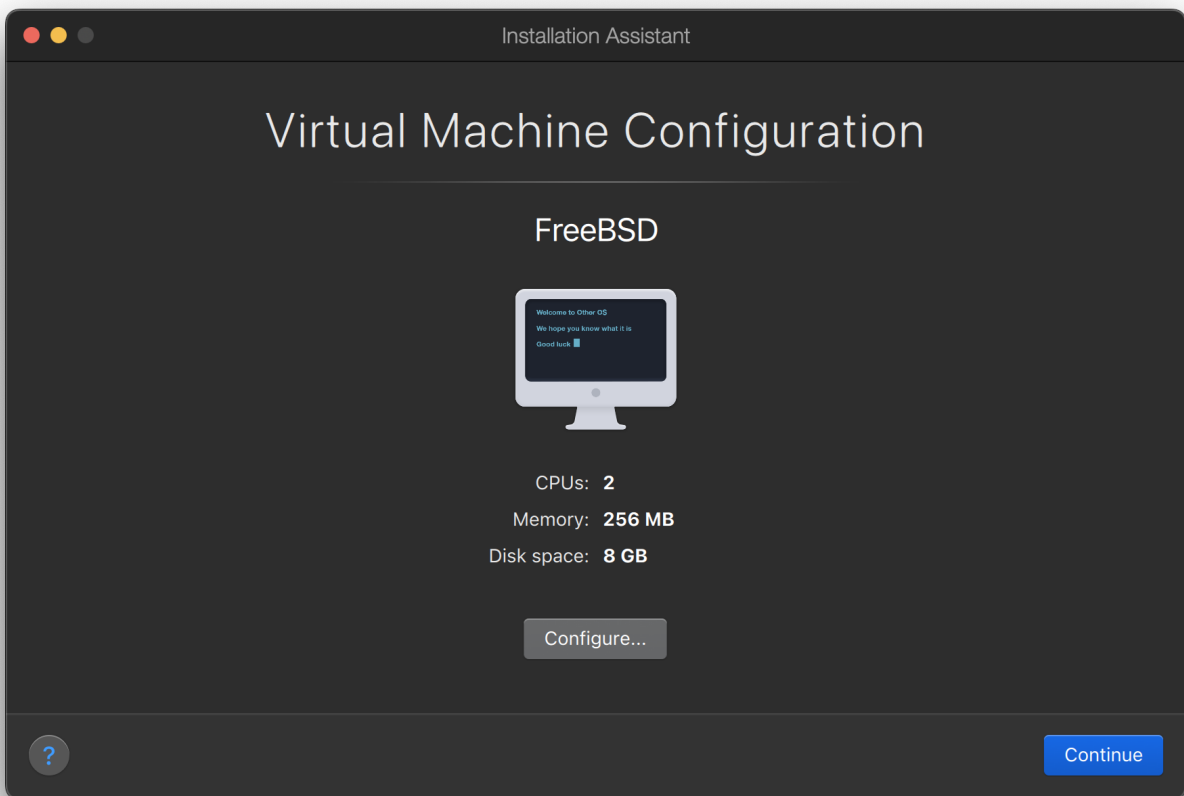 Installation Assistant
Virtual Machine Configuration
FreeBSD
Welcome to Other O$
We hope you know what it is
Good luck
CPUs: 2
Memory: 256 MB
Disk space: 8 GB
Configure...
?
Continue